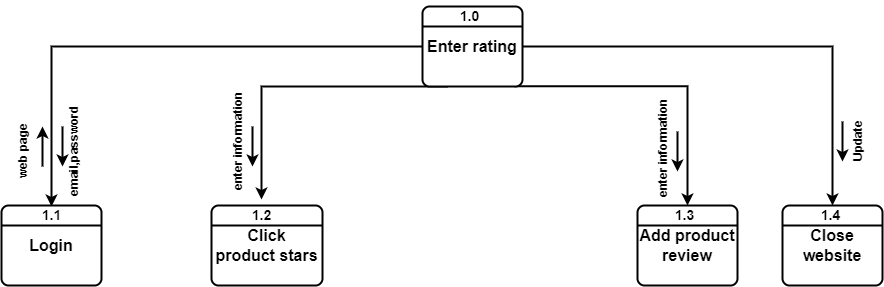 1.0
Enter rating
web page
email,password
enter information
enter information
Update
1.1
Login
1.2
Click
product stars
1.3
Add product
review
1.4
Close
website